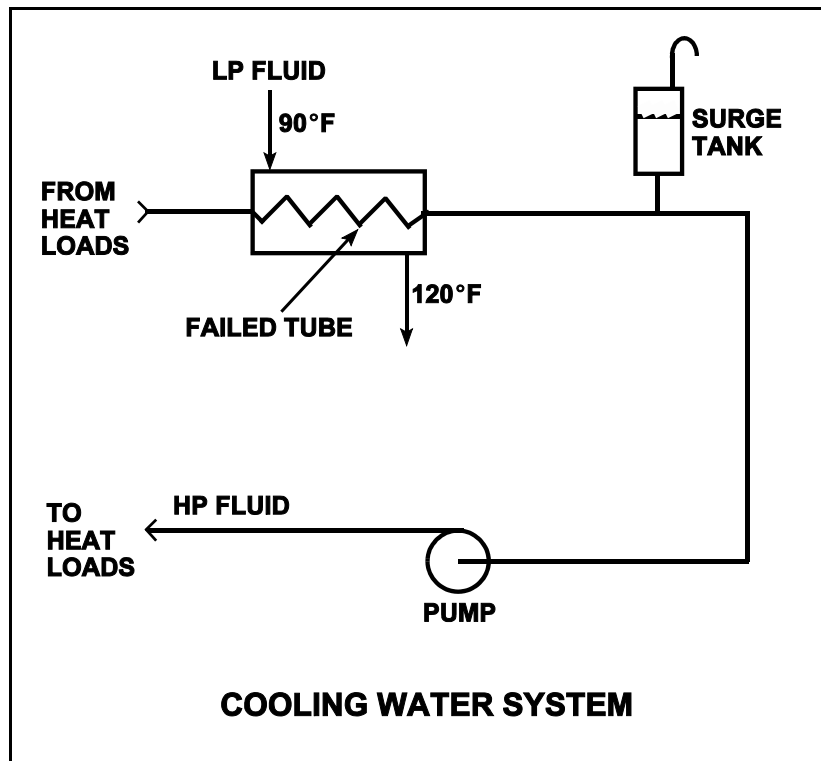 LP FLUID
90°F
SURGE
TANK
FROM
HEAT
LOADS
120°F
FAILED TUBE
HP FLUID
TO
HEAT
LOADS
PUMP
COOLING WATER SYSTEM